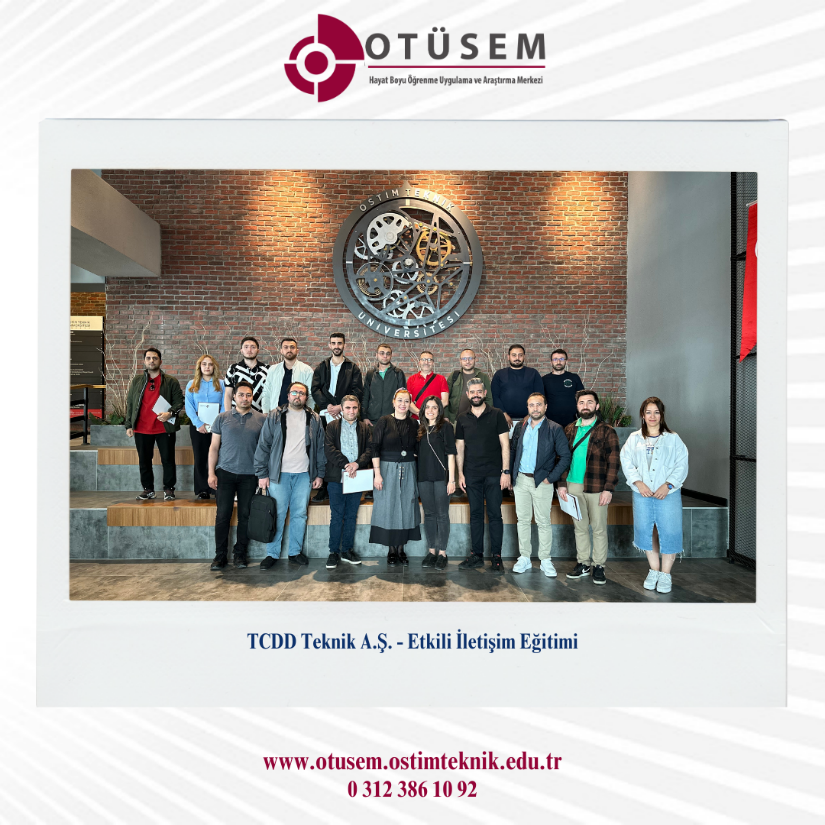 OTÜSEM
Hayat Boyu Öğrenme Uygulama ve Araştırma Merkezi
OSTİM TEKNİK
ÜNİVERSİTESİ
TCDD Teknik A.Ş. - Etkili İletişim Eğitimi
www.otusem.ostimteknik.edu.tr
0 312 386 10 92